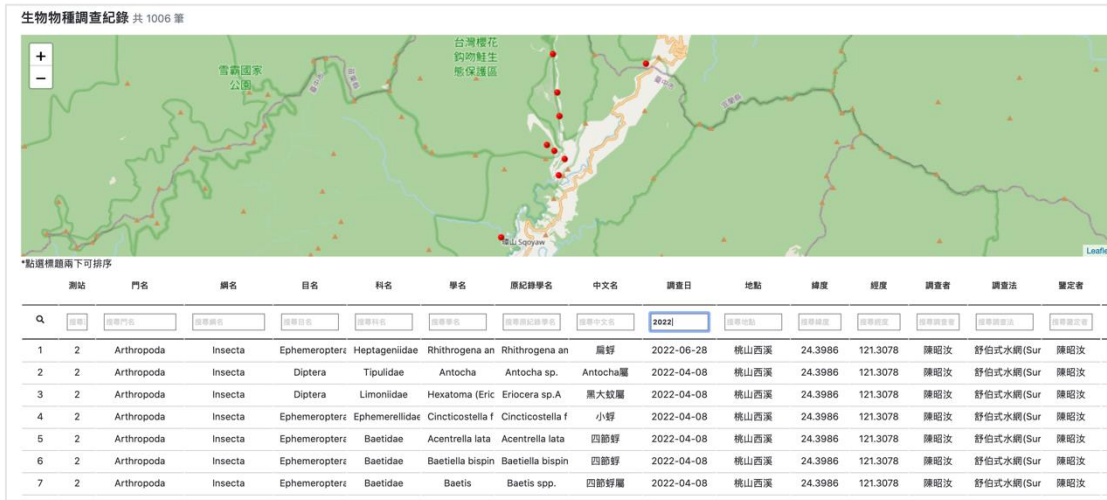 生物物種調查紀錄 共 1006 筆
+
−
台灣櫻花
鈎吻鮭生
態保護區
雪霸國家
公園
臺中市
苗栗縣
臺中市
宜蘭縣
環山 Sqoyaw
Leafle
*點選標題兩下可排序
測站 門名 綱名 目名 科名 學名 原紀錄學名 中文名 調查日 地點 緯度 經度 調查者 調查法 鑒定者
搜尋 搜尋門名 搜尋綱名 搜尋目名 搜尋科名 搜尋學名 搜尋原紀錄學名 搜尋中文名 2022 搜尋地點 搜尋緯度 搜尋經度 搜尋調查者 搜尋調查法 搜尋鑒定者
1 2 Arthropoda Insecta Ephemeroptera Heptageniidae Rhithrogena an Rhithrogena an 扁蜉 2022-06-28 桃山西溪 24.3986 121.3078 陳昭汝 舒伯式水網(Sur 陳昭汝
2 2 Arthropoda Insecta Diptera Tipulidae Antocha Antocha sp. Antocha屬 2022-04-08 桃山西溪 24.3986 121.3078 陳昭汝 舒伯式水網(Sur 陳昭汝
3 2 Arthropoda Insecta Diptera Limoniidae Hexatoma (Eric Eriocera sp.A 黑大蚊屬 2022-04-08 桃山西溪 24.3986 121.3078 陳昭汝 舒伯式水網(Sur 陳昭汝
4 2 Arthropoda Insecta Ephemeroptera Ephemerellidae Cincticostella f Cincticostella f 小蜉 2022-04-08 桃山西溪 24.3986 121.3078 陳昭汝 舒伯式水網(Sur 陳昭汝
5 2 Arthropoda Insecta Ephemeroptera Baetidae Acentrella lata Acentrella lata 四節蜉 2022-04-08 桃山西溪 24.3986 121.3078 陳昭汝 舒伯式水網(Sur 陳昭汝
6 2 Arthropoda Insecta Ephemeroptera Baetidae Baetiella bispin Baetiella bispin 四節蜉 2022-04-08 桃山西溪 24.3986 121.3078 陳昭汝 舒伯式水網(Sur 陳昭汝
7 2 Arthropoda Insecta Ephemeroptera Baetidae Baetis Baetis spp. 四節蜉屬 2022-04-08 桃山西溪 24.3986 121.3078 陳昭汝 舒伯式水網(Sur 陳昭汝